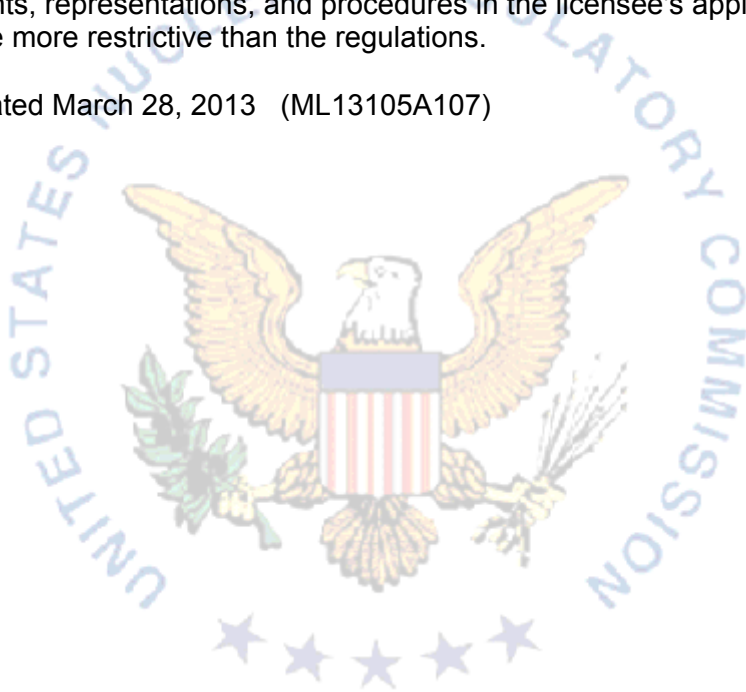 nts, representations, and procedures in the licensee's appl
e more restrictive than the regulations.
ated March 28, 2013 (ML13105A107)
UNITED STATES NUCLEAR REGULATORY COMMISSION